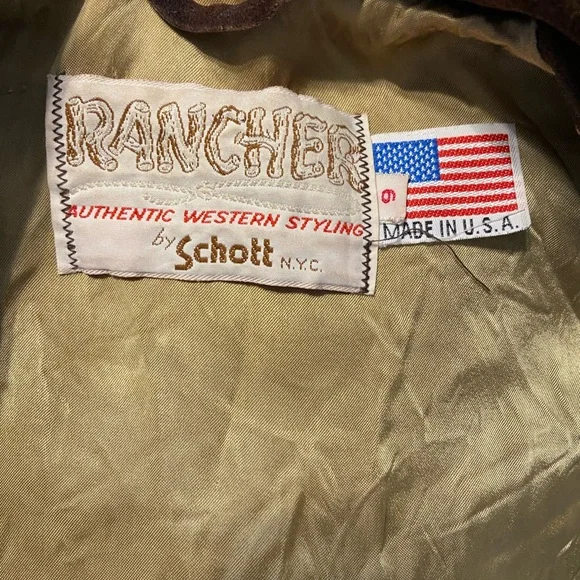 RANCHER
AUTHENTIC WESTERN STYLING
by Schott N.Y.C.
MADE IN U.S.A.